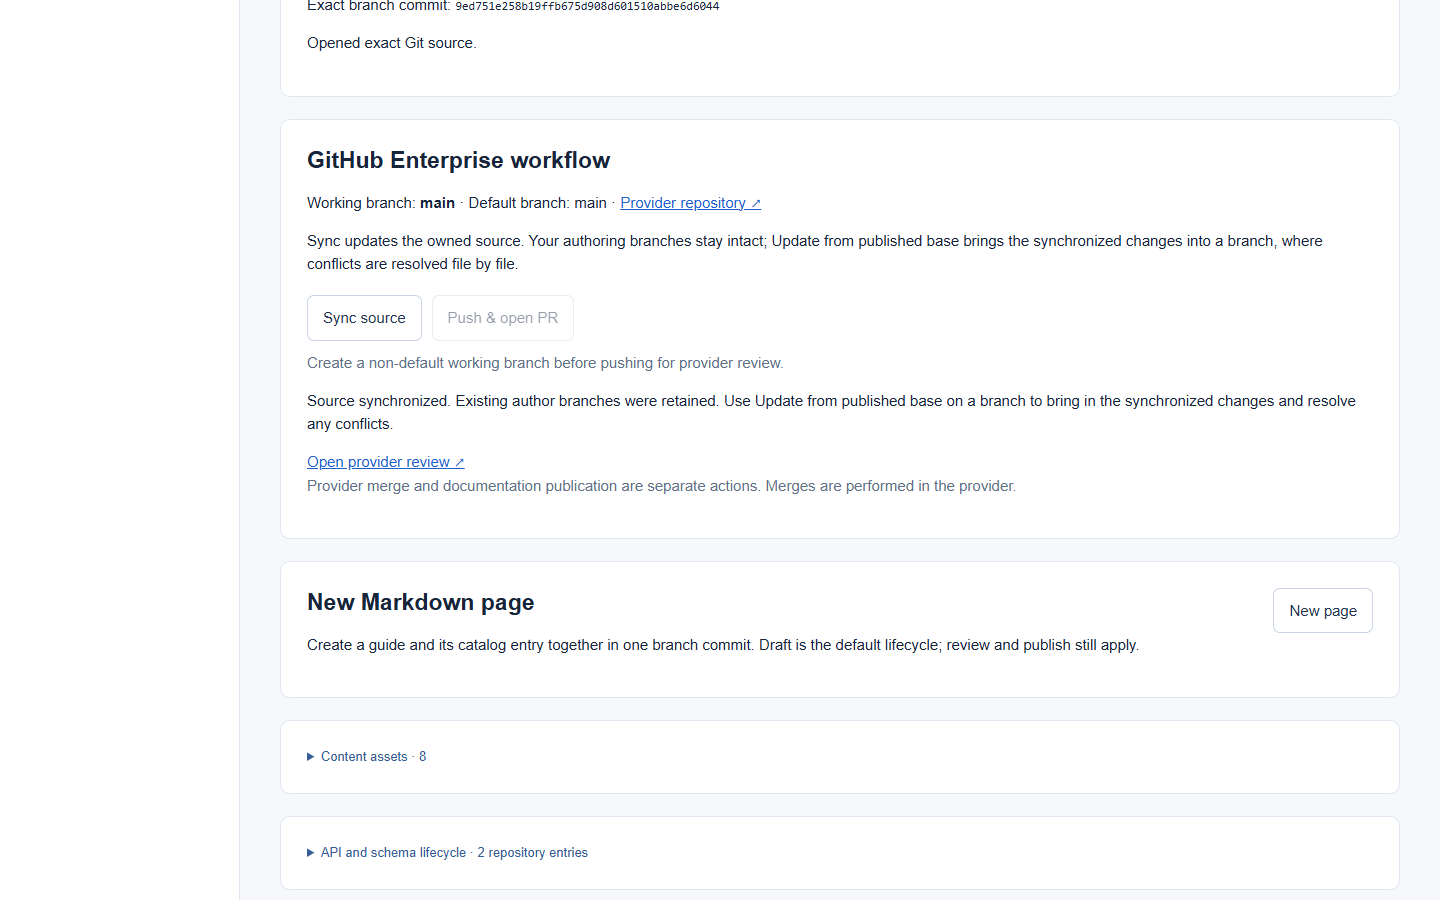 Exact branch commit: 9ed751e258b19ffb675d908d601510abbe6d6044
Opened exact Git source.
GitHub Enterprise workflow
Working branch: main · Default branch: main · Provider repository ↗
Sync updates the owned source. Your authoring branches stay intact; Update from published base brings the synchronized changes into a branch, where
conflicts are resolved file by file.
Sync source
Push & open PR
Create a non-default working branch before pushing for provider review.
Source synchronized. Existing author branches were retained. Use Update from published base on a branch to bring in the synchronized changes and resolve
any conflicts.
Open provider review ↗
Provider merge and documentation publication are separate actions. Merges are performed in the provider.
New Markdown page
New page
Create a guide and its catalog entry together in one branch commit. Draft is the default lifecycle; review and publish still apply.
Content assets · 8
API and schema lifecycle · 2 repository entries